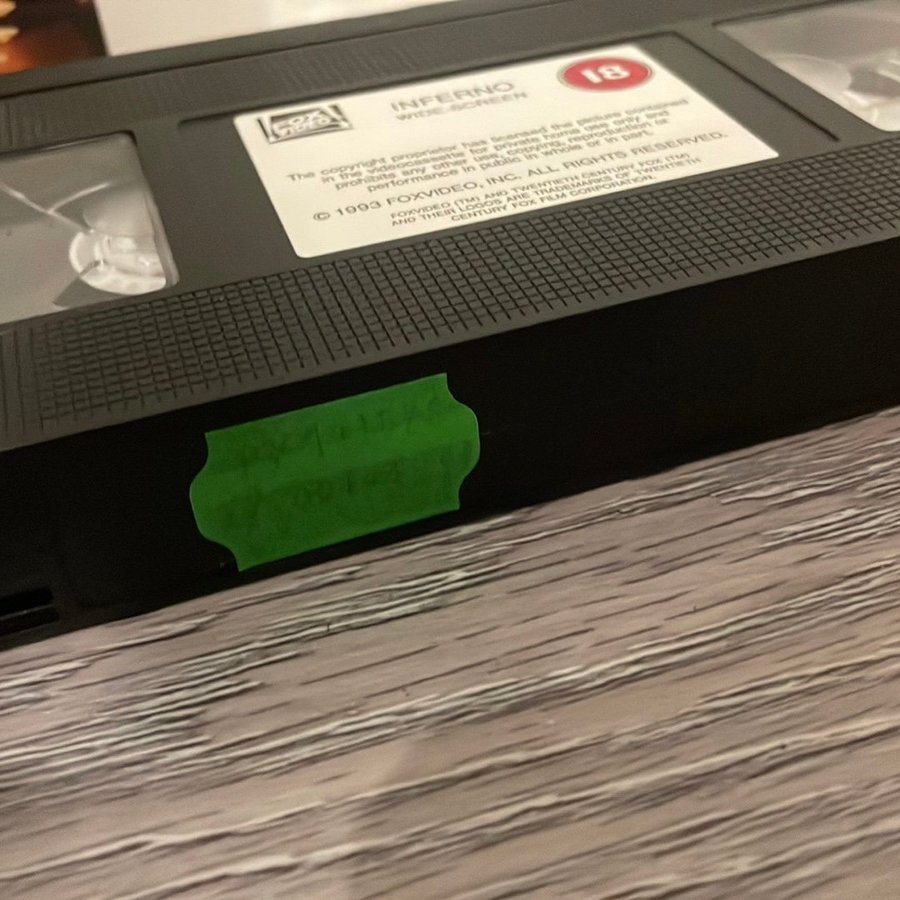 FOX
VIDEO
INFERNO
WIDE-SCREEN
18
The copyright proprietor has licensed the picture contained
in the videocassette for private home use only and
prohibits any other use, copying, reproduction or
performance in public in whole or in part.
© 1993 FOXVIDEO, INC. ALL RIGHTS RESERVED.
FOXVIDEO (TM) AND TWENTIETH CENTURY FOX (TM)
AND THEIR LOGOS ARE TRADEMARKS OF TWENTIETH
CENTURY FOX FILM CORPORATION.